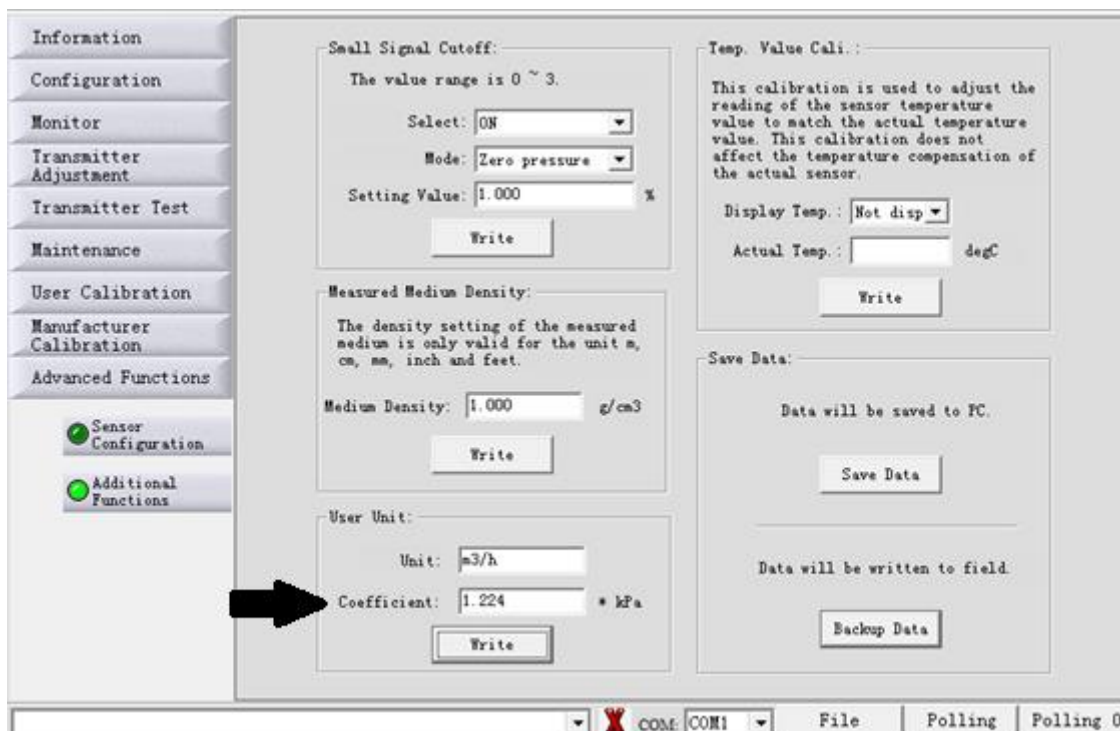 Information
Configuration
Monitor
Transmitter
Adjustment
Transmitter Test
Maintenance
User Calibration
Manufacturer
Calibration
Advanced Functions
Sensor
Configuration
Additional
Functions
Small Signal Cutoff:
The value range is 0 ~ 3.
Select: ON
Mode: Zero pressure
Setting Value: 1.000 %
Write
Measured Medium Density:
The density setting of the measured
medium is only valid for the unit m,
cm, mm, inch and feet.
Medium Density: 1.000 g/cm3
Write
User Unit:
Unit: m3/h
Coefficient: 1.224 * kPa
Write
Temp. Value Cali.:
This calibration is used to adjust the
reading of the sensor temperature
value to match the actual temperature
value. This calibration does not
affect the temperature compensation of
the actual sensor.
Display Temp.: Not disp
Actual Temp.: degC
Write
Save Data:
Data will be saved to PC.
Save Data
Data will be written to field.
Backup Data
COM: COM1 File Polling Polling 0